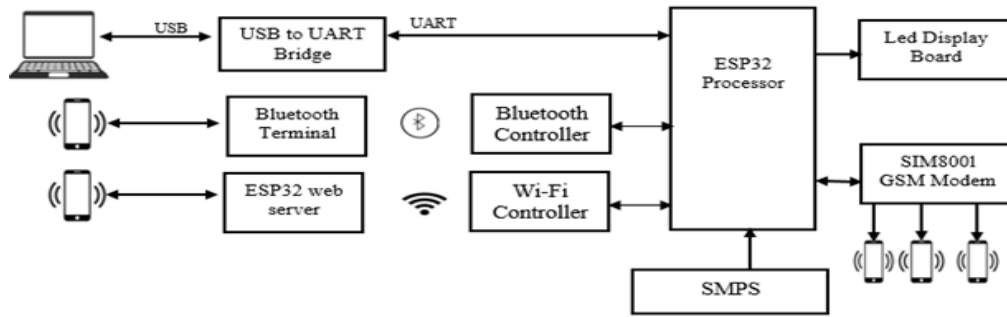 USB
USB to UART
Bridge
UART
ESP32
Processor
Led Display
Board
Bluetooth
Terminal
Bluetooth
Controller
ESP32 web
server
Wi-Fi
Controller
SIM800l
GSM Modem
SMPS